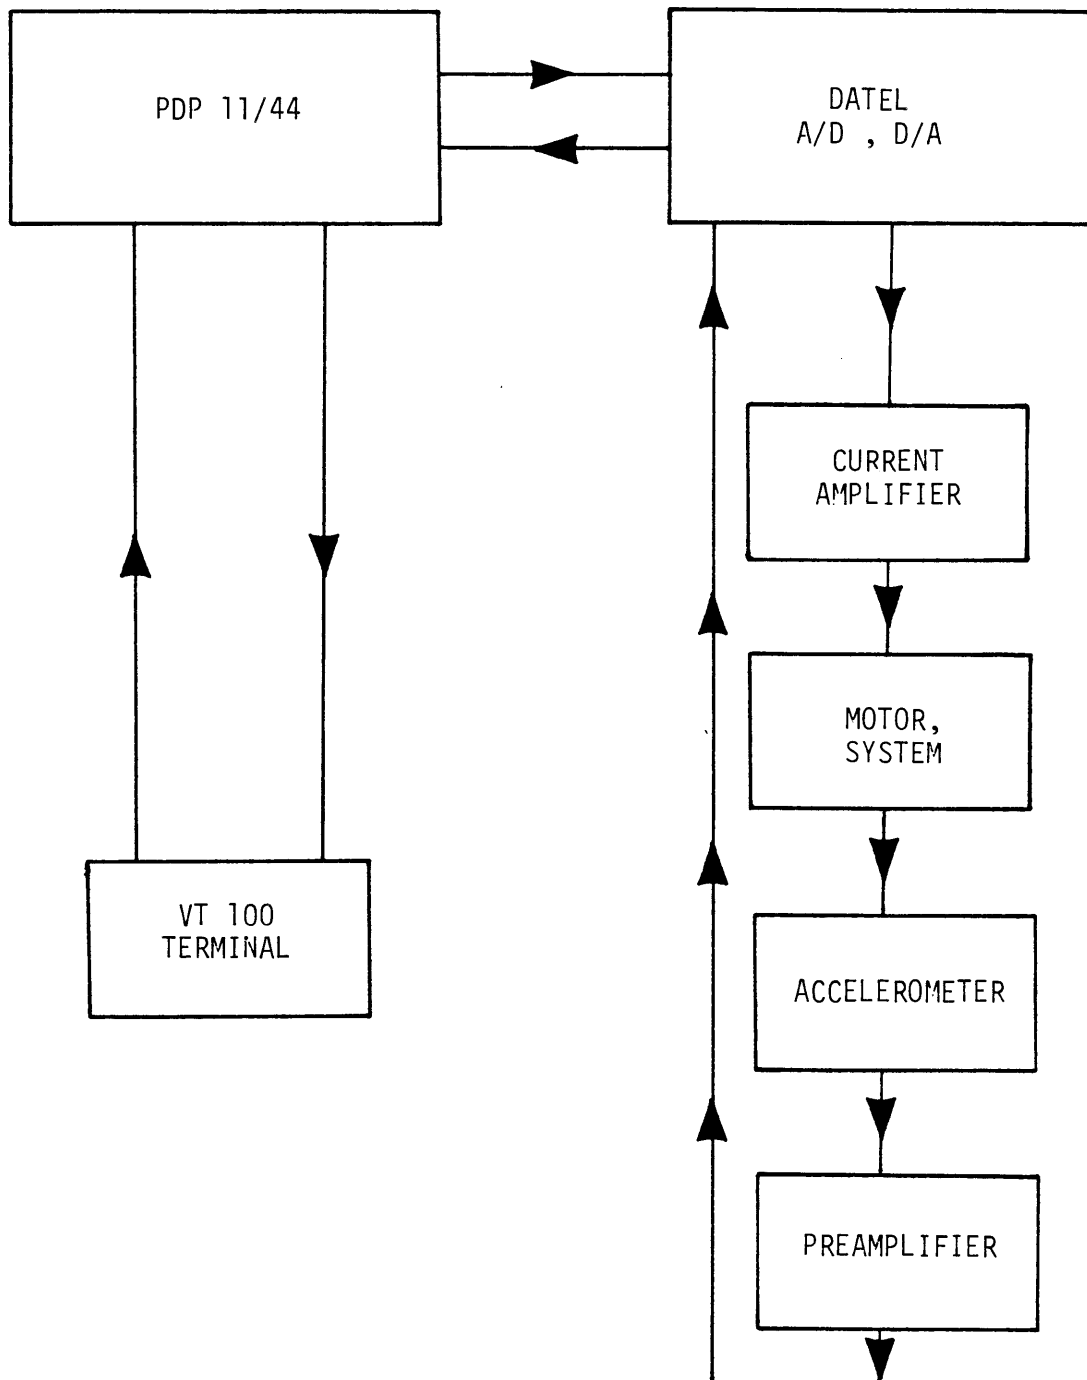 PDP 11/44
DATEL
A/D , D/A
CURRENT
AMPLIFIER
MOTOR,
SYSTEM
VT 100
TERMINAL
ACCELEROMETER
PREAMPLIFIER